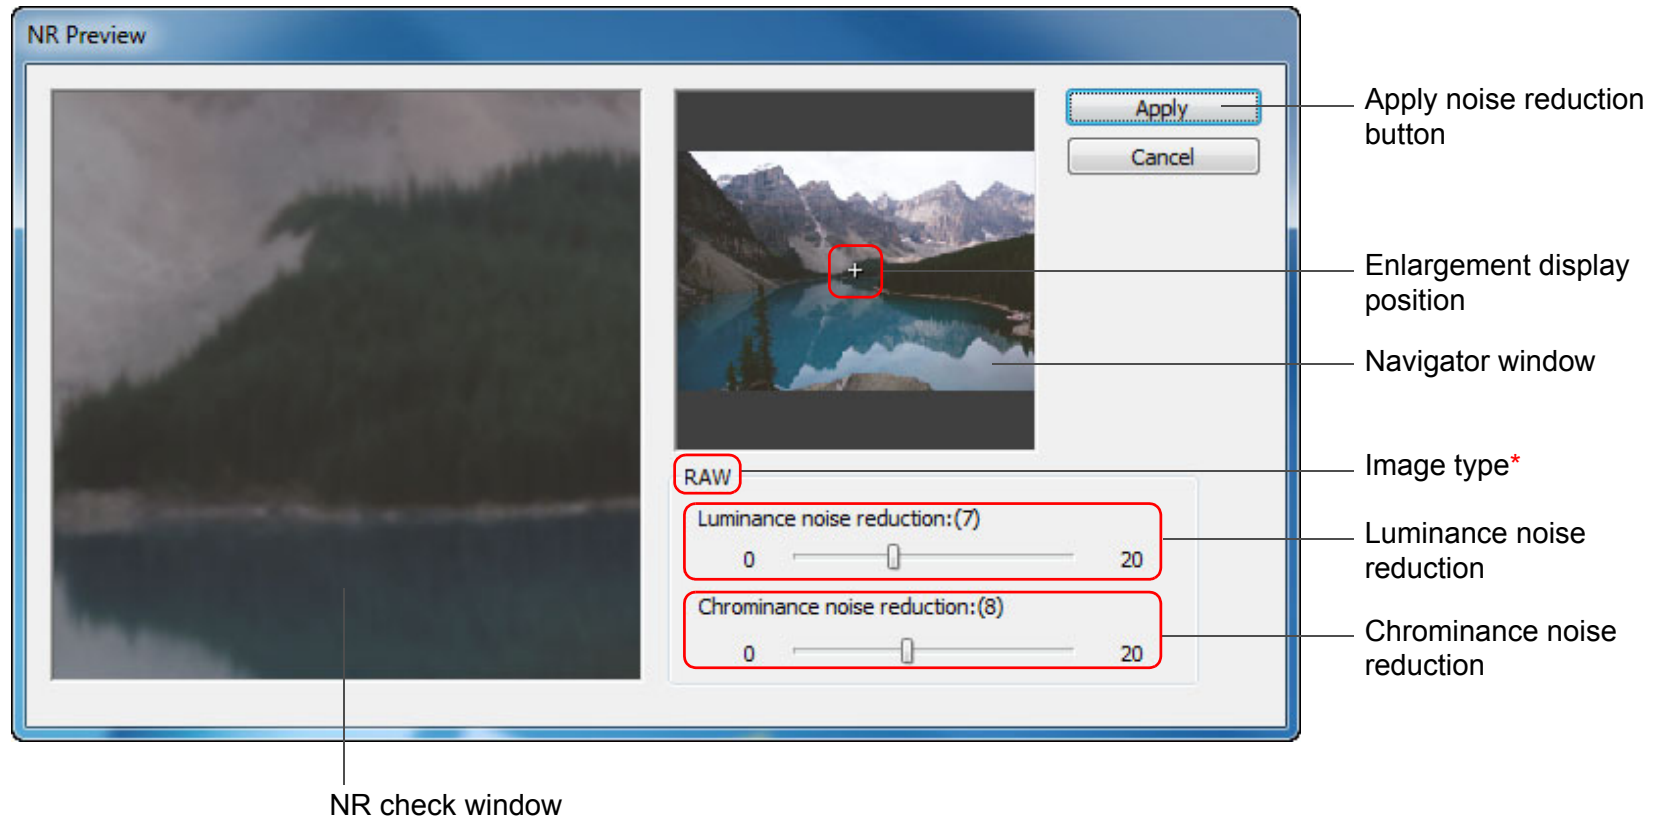 NR Preview
Apply
Cancel
Apply noise reduction
button
Enlargement display
position
Navigator window
RAW
Image type*
Luminance noise reduction:(7)
0 20
Luminance noise
reduction
Chrominance noise reduction:(8)
0 20
Chrominance noise
reduction
NR check window